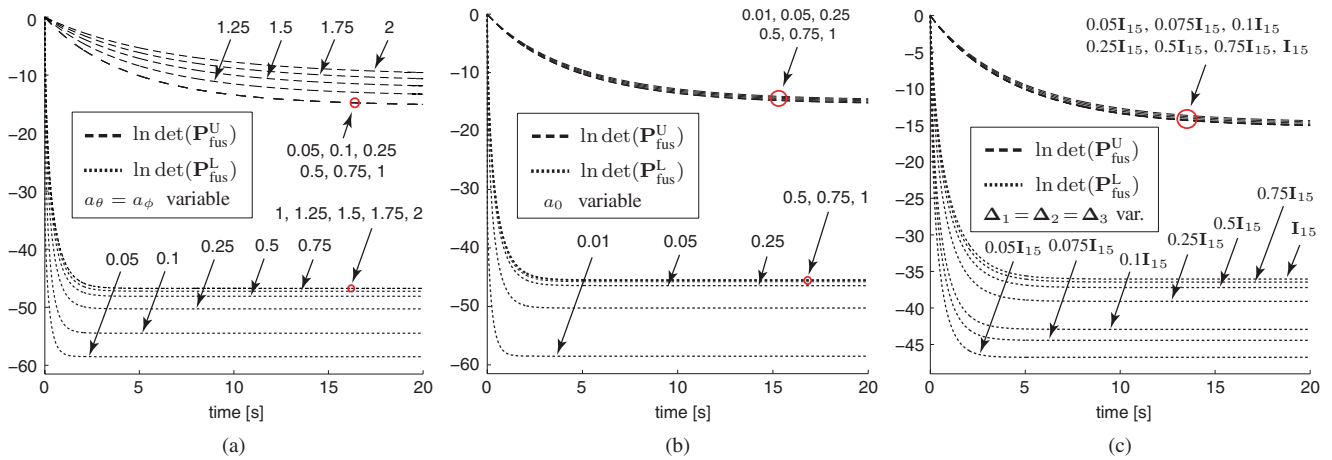 0
−10
−20
−30
−40
−50
−60
0
5
10
15
20
time [s]
1.25
1.5
1.75
2
ln det(P^U_fus)
ln det(P^L_fus)
a_θ = a_ϕ variable
0.05, 0.1, 0.25
0.5, 0.75, 1
1, 1.25, 1.5, 1.75, 2
0.05
0.1
0.25
0.5
0.75
(a)
0
−10
−20
−30
−40
−50
−60
0
5
10
15
20
time [s]
0.01, 0.05, 0.25
0.5, 0.75, 1
ln det(P^U_fus)
ln det(P^L_fus)
a_0 variable
0.5, 0.75, 1
0.01
0.05
0.25
(b)
0
−5
−10
−15
−20
−25
−30
−35
−40
−45
0
5
10
15
20
time [s]
0.05I_15, 0.075I_15, 0.1I_15
0.25I_15, 0.5I_15, 0.75I_15, I_15
ln det(P^U_fus)
ln det(P^L_fus)
Δ_1 = Δ_2 = Δ_3 var.
0.75I_15
0.05I_15
0.075I_15
0.1I_15
0.25I_15
0.5I_15
I_15
(c)